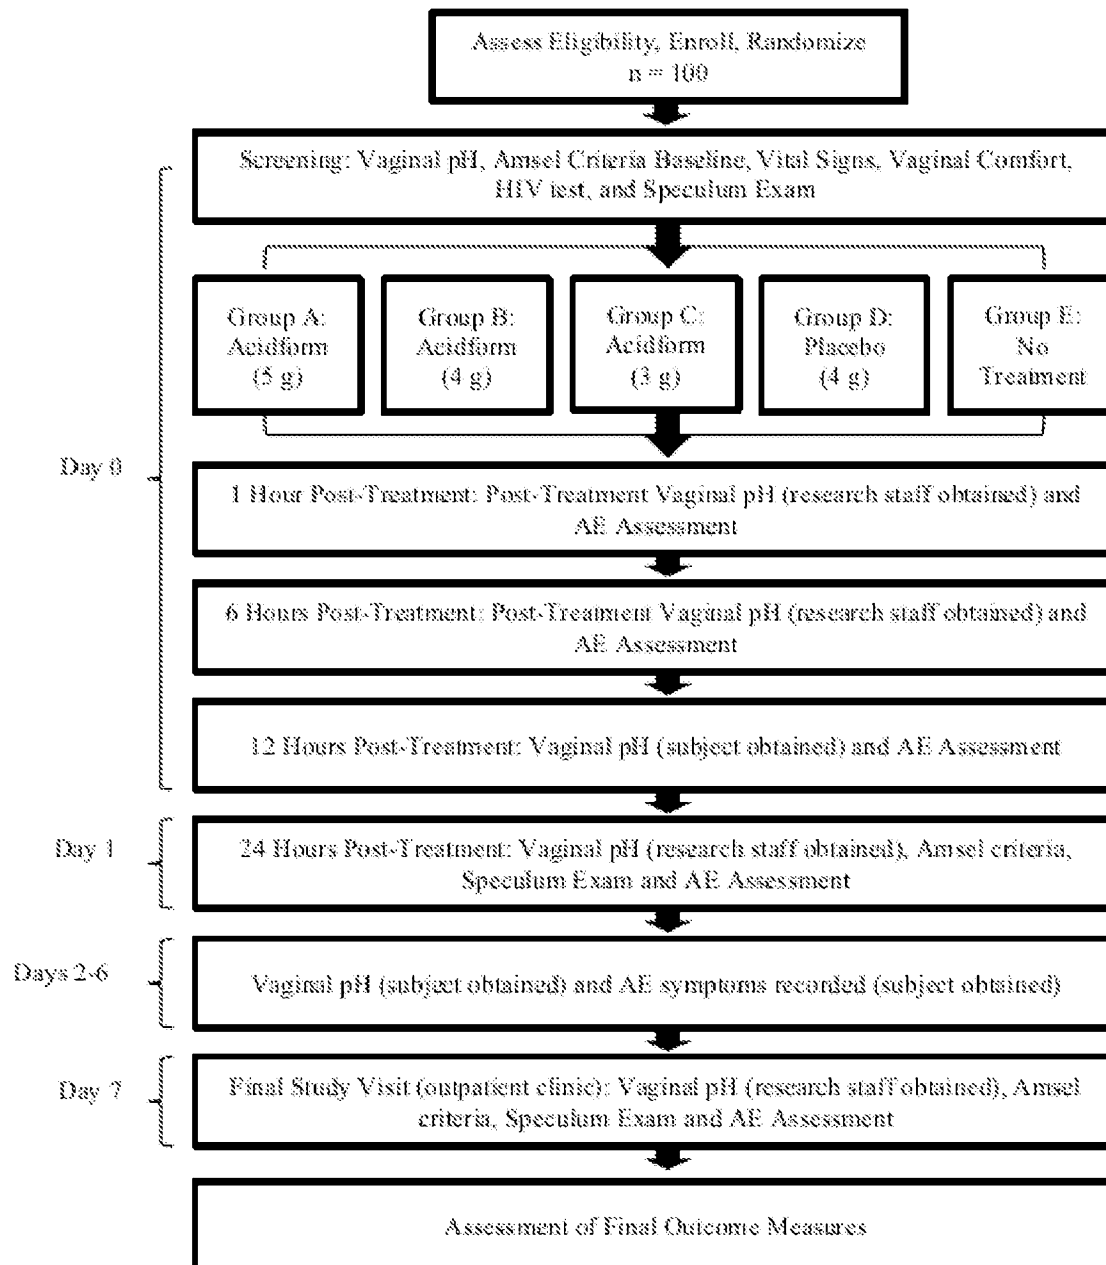 Assess Eligibility, Enroll, Randomize
n = 100
Screening: Vaginal pH, Amsel Criteria Baseline, Vital Signs, Vaginal Comfort,
HIV test, and Speculum Exam
Group A:
Acidform
(5 g)
Group B:
Acidform
(4 g)
Group C:
Acidform
(3 g)
Group D:
Placebo
(4 g)
Group E:
No
Treatment
Day 0
1 Hour Post-Treatment: Post-Treatment Vaginal pH (research staff obtained) and
AE Assessment
6 Hours Post-Treatment: Post-Treatment Vaginal pH (research staff obtained) and
AE Assessment
12 Hours Post-Treatment: Vaginal pH (subject obtained) and AE Assessment
Day 1
24 Hours Post-Treatment: Vaginal pH (research staff obtained), Amsel criteria,
Speculum Exam and AE Assessment
Days 2-6
Vaginal pH (subject obtained) and AE symptoms recorded (subject obtained)
Day 7
Final Study Visit (outpatient clinic): Vaginal pH (research staff obtained), Amsel
criteria, Speculum Exam and AE Assessment
Assessment of Final Outcome Measures